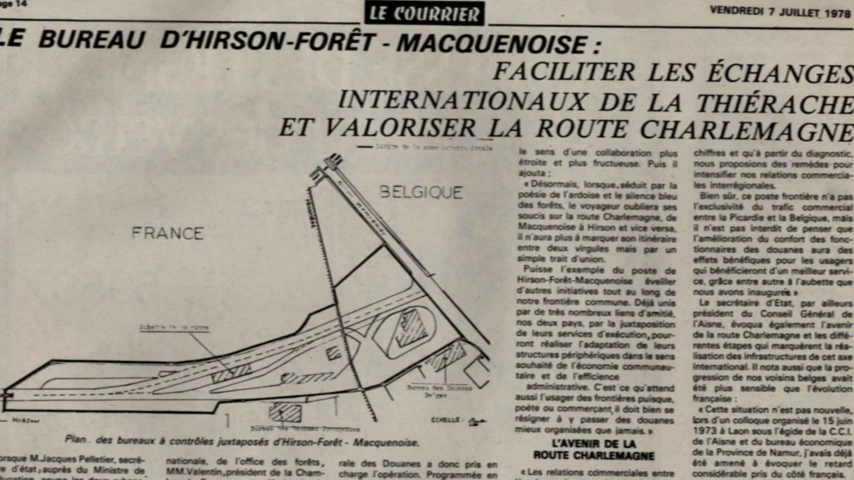 Page 14
LE COURRIER
VENDREDI 7 JUILLET 1978
LE BUREAU D'HIRSON-FORÊT - MACQUENOISE :
FACILITER LES ÉCHANGES
INTERNATIONAUX DE LA THIÉRACHE
ET VALORISER LA ROUTE CHARLEMAGNE
BELGIQUE
FRANCE
ECHELLE:
Plan des bureaux à contrôles juxtaposés d'Hirson-Forêt - Macquenoise.
orsque M.Jacques Pelletier, secré-
e d'état, auprès du Ministre de
nationale, de l'office des forêts,
MM.Valentin, président de la Cham-
rale des Douanes a donc pris en
charge l'opération. Programmée en
le sens d'une collaboration plus
étroite et plus fructueuse. Puis il
ajouta :
« Désormais, lorsque, séduit par la
poésie de l'ardoise et le silence bleu
des forêts, le voyageur oubliera ses
soucis sur la route Charlemagne, de
Macquenoise à Hirson et vice versa,
il n'aura plus à marquer son itinéraire
entre deux virgules mais par un
simple trait d'union.
Puisse l'exemple du poste de
Hirson-Forêt-Macquenoise éveiller
d'autres initiatives tout au long de
notre frontière commune. Déjà unis
par de très nombreux liens d'amitié,
nos deux pays, par la juxtaposition
de leurs services d'exécution, pour-
ront réaliser l'adaptation de leurs
structures périphériques dans le sens
souhaité de l'économie communau-
taire et de l'efficience
administrative. C'est ce qu'attend
aussi l'usager des frontières puisque,
poète ou commerçant, il doit bien se
résigner à y passer des douanes
mieux organisées que jamais. »
L'AVENIR DE LA
ROUTE CHARLEMAGNE
« Les relations commerciales entre
chiffres et qu'à partir du diagnostic,
nous proposons des remèdes pour
intensifier nos relations commercia-
les interrégionales.
Bien sûr, ce poste frontière n'a pas
l'exclusivité du trafic commercial
entre la Picardie et la Belgique, mais
il n'est pas interdit de penser que
l'amélioration du confort des fonc-
tionnaires des douanes aura des
effets bénéfiques pour les usagers
qui bénéficieront d'un meilleur servi-
ce, grâce entre autre à l'aubette que
nous avons inaugurés »
Le secrétaire d'Etat, par ailleurs
président du Conseil Général de
l'Aisne, évoqua également l'avenir
de la route Charlemagne et les diffé-
rentes étapes qui marquèrent la réa-
lisation des infrastructures de cet axe
International. Il nota aussi que la pro-
gression de nos voisins belges avait
été plus sensible que l'évolution
française :
« Cette situation n'est pas nouvelle,
lors d'un colloque organisé le 15 juin
1973 à Laon sous l'égide de la C.C.I.
de l'Aisne et du bureau économique
de la Province de Namur, j'avais déjà
été amené à évoquer le retard
considérable pris du côté français.